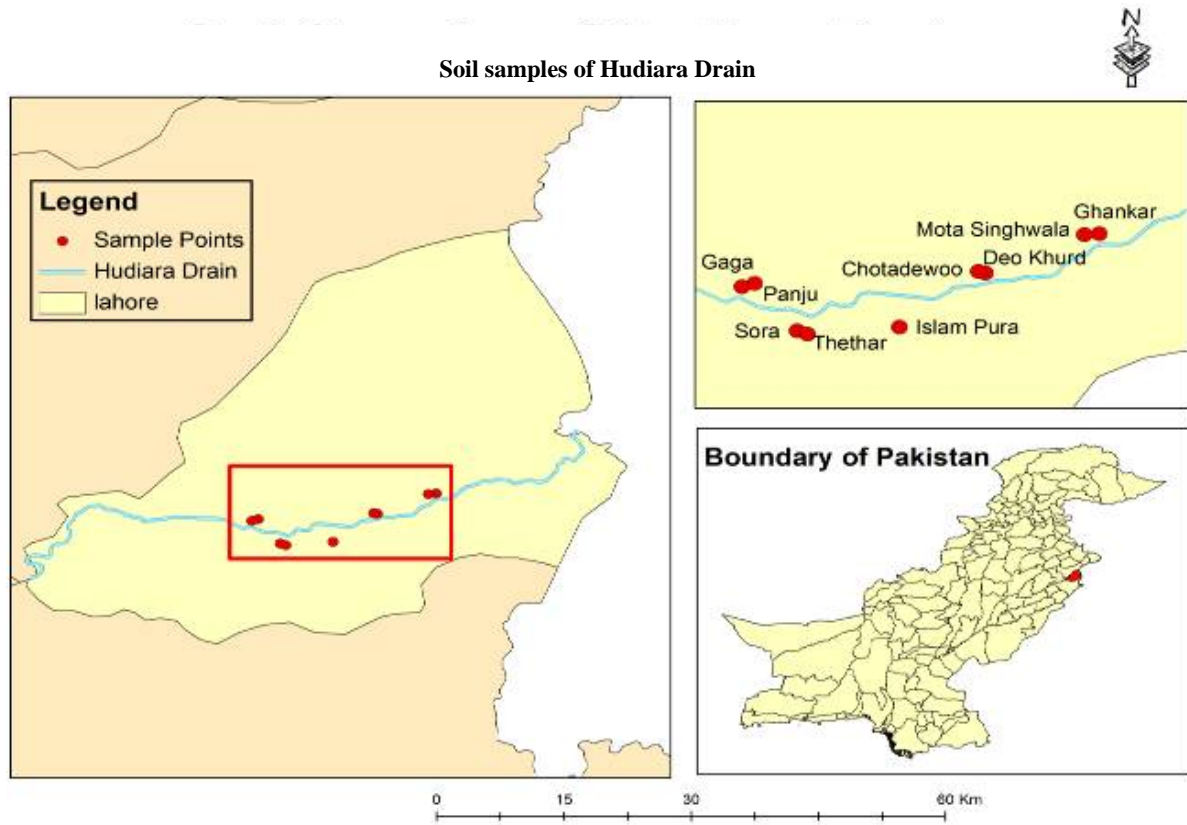 N
Soil samples of Hudiara Drain
Legend
Sample Points
Hudiara Drain
lahore
Ghankar
Mota Singhwala
Deo Khurd
Chotadewoo
Gaga
Panju
Sora
Thethar
Islam Pura
Boundary of Pakistan
0 15 30 60 Km